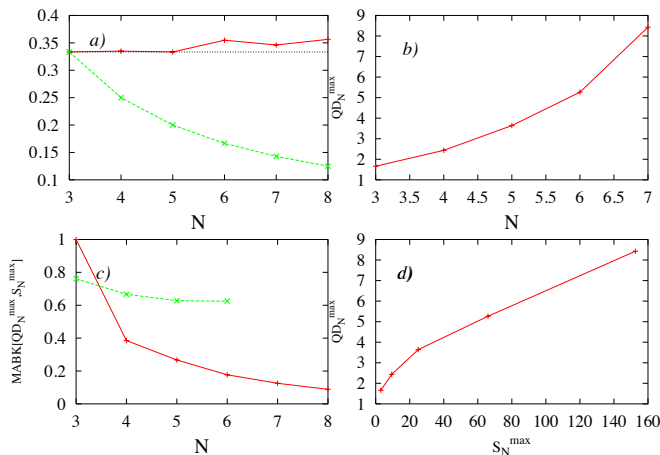 0.4
0.35
0.3
0.25
0.2
0.15
0.1
3 4 5 6 7 8
N
a)
9
8
7
6
5
4
3
2
1
3 3.5 4 4.5 5 5.5 6 6.5 7
N
QD_N^max
b)
1
0.8
0.6
0.4
0.2
0
3 4 5 6 7 8
N
MABK[QD_N^max,S_N^max]
c)
9
8
7
6
5
4
3
2
1
0 20 40 60 80 100 120 140 160
S_N^max
QD_N^max
d)